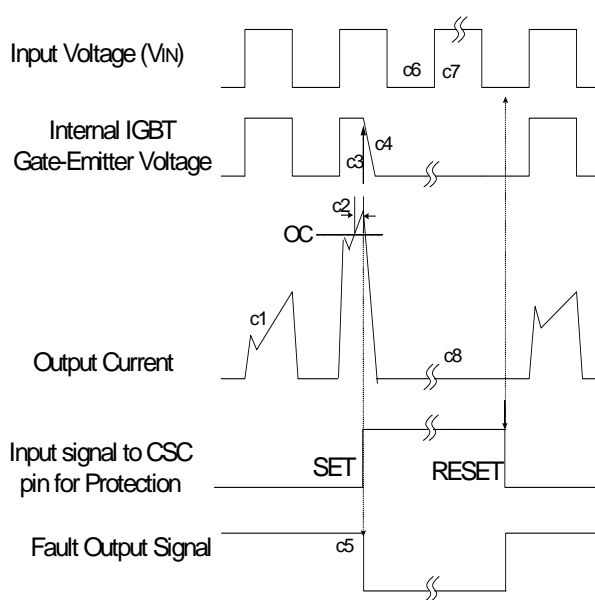 Input Voltage (VIN)
c6
c7
Internal IGBT
Gate-Emitter Voltage
c3
c4
c2
OC
c1
Output Current
c8
Input signal to CSC
pin for Protection
SET
RESET
Fault Output Signal
c5